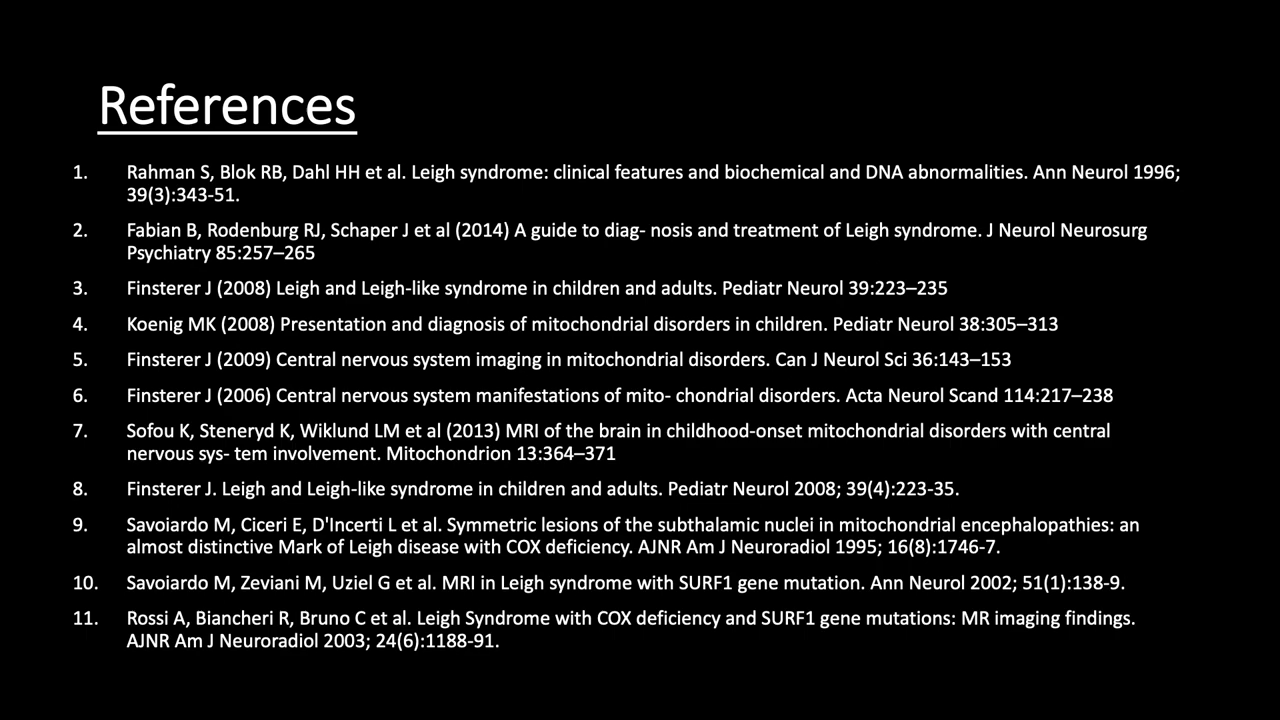 References
1. Rahman S, Blok RB, Dahl HH et al. Leigh syndrome: clinical features and biochemical and DNA abnormalities. Ann Neurol 1996;
39(3):343-51.
2. Fabian B, Rodenburg RJ, Schaper J et al (2014) A guide to diag- nosis and treatment of Leigh syndrome. J Neurol Neurosurg
Psychiatry 85:257–265
3. Finsterer J (2008) Leigh and Leigh-like syndrome in children and adults. Pediatr Neurol 39:223–235
4. Koenig MK (2008) Presentation and diagnosis of mitochondrial disorders in children. Pediatr Neurol 38:305–313
5. Finsterer J (2009) Central nervous system imaging in mitochondrial disorders. Can J Neurol Sci 36:143–153
6. Finsterer J (2006) Central nervous system manifestations of mito- chondrial disorders. Acta Neurol Scand 114:217–238
7. Sofou K, Steneryd K, Wiklund LM et al (2013) MRI of the brain in childhood-onset mitochondrial disorders with central
nervous sys- tem involvement. Mitochondrion 13:364–371
8. Finsterer J. Leigh and Leigh-like syndrome in children and adults. Pediatr Neurol 2008; 39(4):223-35.
9. Savoiardo M, Ciceri E, D'Incerti L et al. Symmetric lesions of the subthalamic nuclei in mitochondrial encephalopathies: an
almost distinctive Mark of Leigh disease with COX deficiency. AJNR Am J Neuroradiol 1995; 16(8):1746-7.
10. Savoiardo M, Zeviani M, Uziel G et al. MRI in Leigh syndrome with SURF1 gene mutation. Ann Neurol 2002; 51(1):138-9.
11. Rossi A, Biancheri R, Bruno C et al. Leigh Syndrome with COX deficiency and SURF1 gene mutations: MR imaging findings.
AJNR Am J Neuroradiol 2003; 24(6):1188-91.